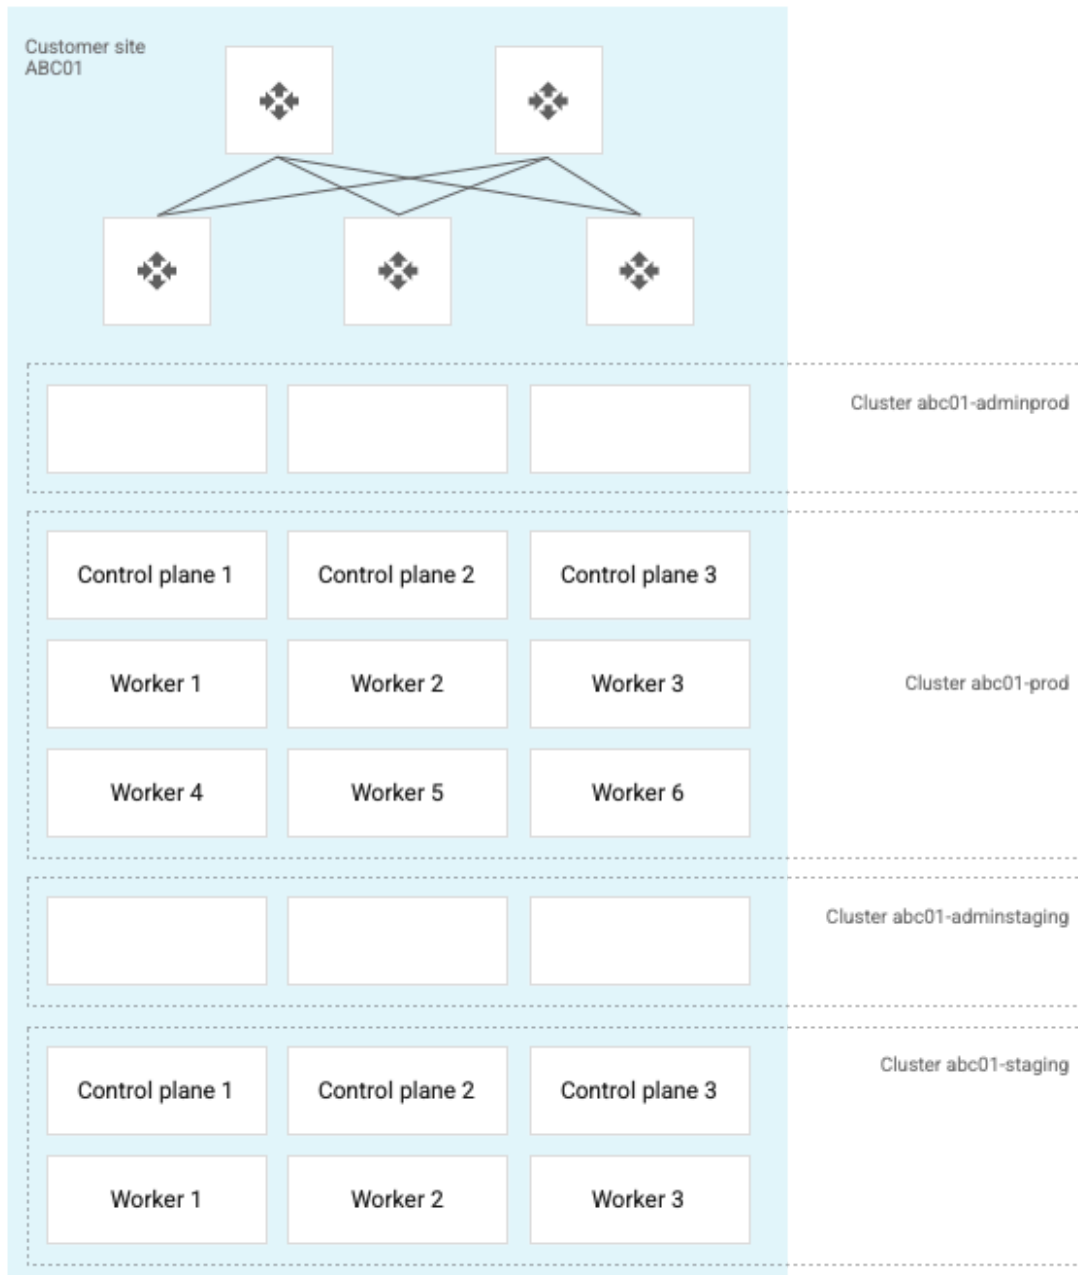 Customer site
ABC01
Cluster abc01-adminprod
Control plane 1
Control plane 2
Control plane 3
Worker 1
Worker 2
Worker 3
Cluster abc01-prod
Worker 4
Worker 5
Worker 6
Cluster abc01-adminstaging
Cluster abc01-staging
Control plane 1
Control plane 2
Control plane 3
Worker 1
Worker 2
Worker 3